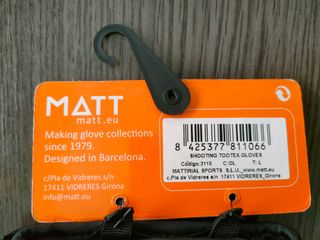 MATT
matt.eu
Making glove collections
since 1979.
Designed in Barcelona.
c/Pla de Vidreres s/n
17411 VIDRERES Girona
info@matt.eu
8 425377 811066
SHOOTING TOOTEX GLOVES
Código: 3110 C: OL T: L
MATTRIAL SPORTS S.L.U._www.matt.eu
c.Pla de Vidreres s/n 17411 VIDRERES_Girona